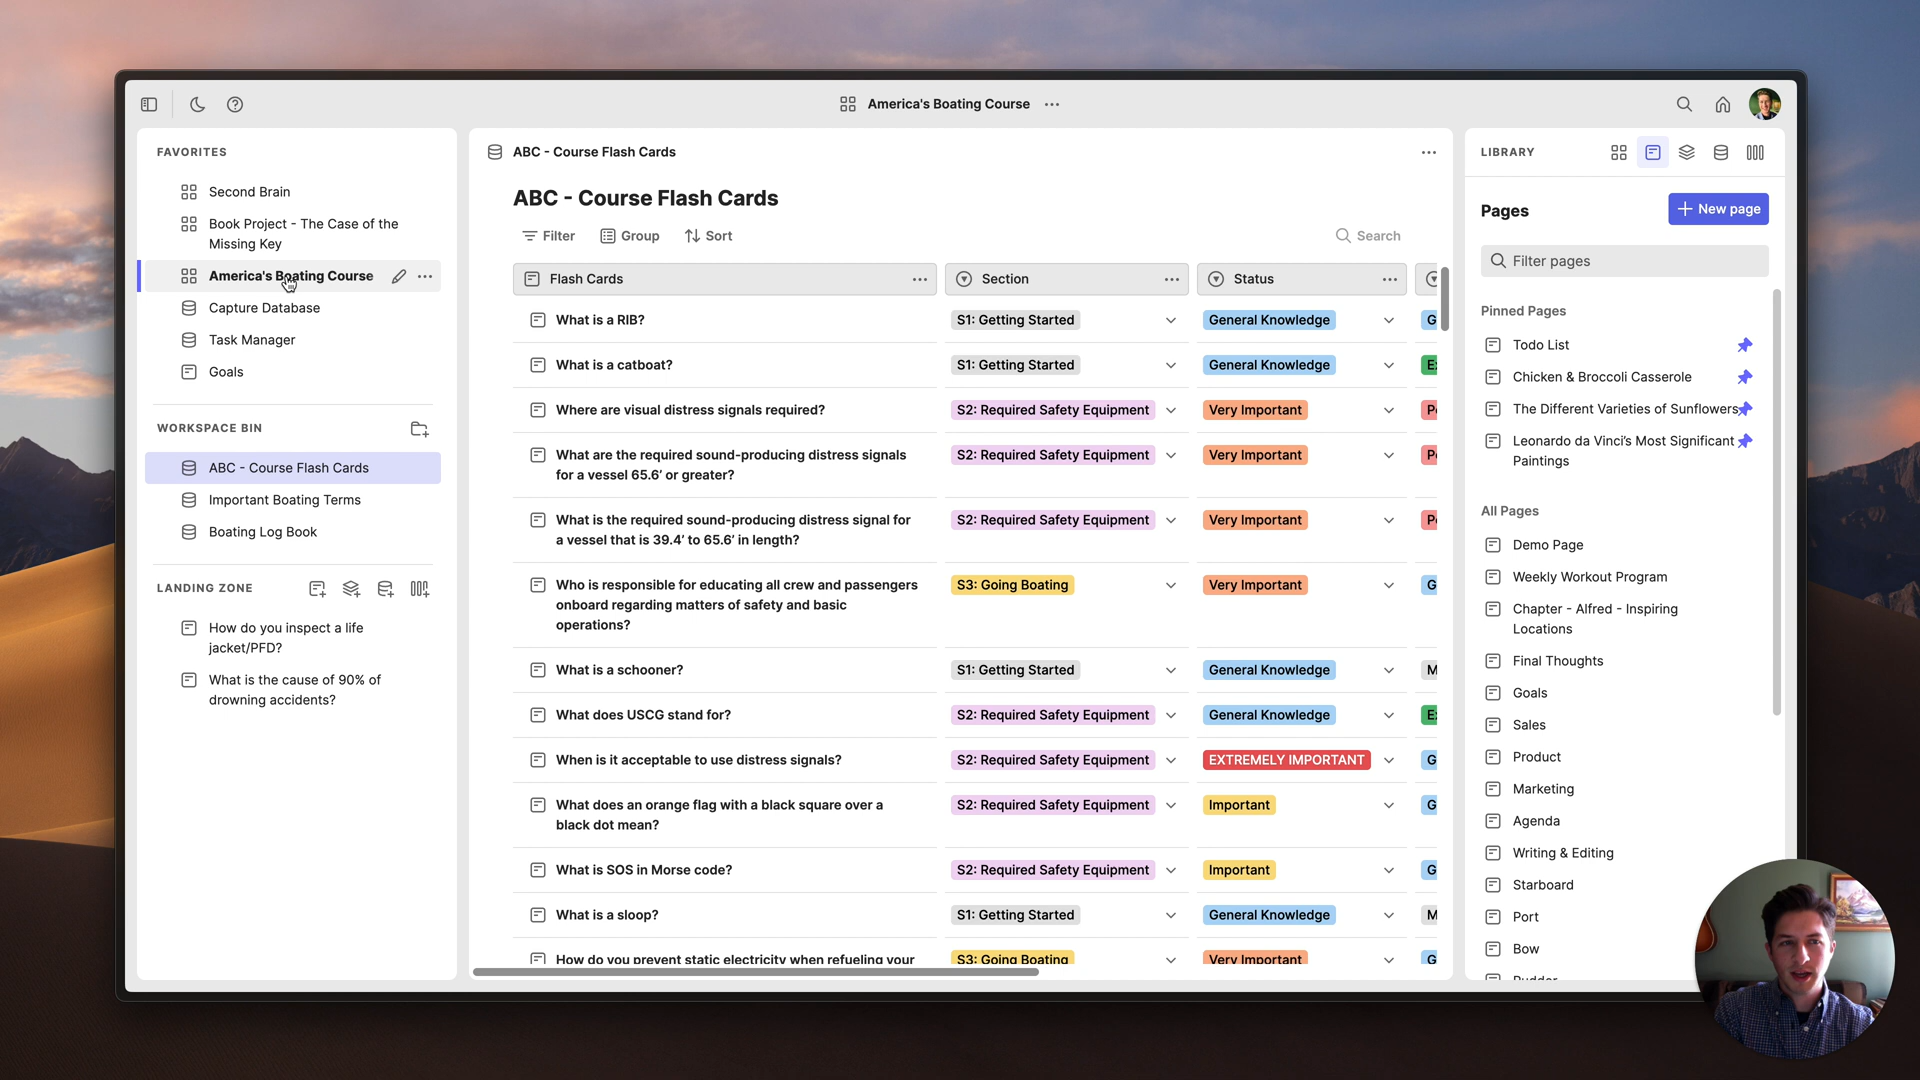 America's Boating Course
FAVORITES
Second Brain
Book Project - The Case of the
Missing Key
America's Boating Course
Capture Database
Task Manager
Goals
WORKSPACE BIN
ABC - Course Flash Cards
Important Boating Terms
Boating Log Book
LANDING ZONE
How do you inspect a life
jacket/PFD?
What is the cause of 90% of
drowning accidents?
ABC - Course Flash Cards
ABC - Course Flash Cards
Filter
Group
Sort
Search
Flash Cards
Section
Status
What is a RIB?
S1: Getting Started
General Knowledge
G
What is a catboat?
S1: Getting Started
General Knowledge
Where are visual distress signals required?
S2: Required Safety Equipment
Very Important
What are the required sound-producing distress signals
for a vessel 65.6’ or greater?
S2: Required Safety Equipment
Very Important
What is the required sound-producing distress signal for
a vessel that is 39.4’ to 65.6’ in length?
S2: Required Safety Equipment
Very Important
Who is responsible for educating all crew and passengers
onboard regarding matters of safety and basic
operations?
S3: Going Boating
Very Important
G
What is a schooner?
S1: Getting Started
General Knowledge
M
What does USCG stand for?
S2: Required Safety Equipment
General Knowledge
When is it acceptable to use distress signals?
S2: Required Safety Equipment
EXTREMELY IMPORTANT
G
What does an orange flag with a black square over a
black dot mean?
S2: Required Safety Equipment
Important
G
What is SOS in Morse code?
S2: Required Safety Equipment
Important
G
What is a sloop?
S1: Getting Started
General Knowledge
M
How do you prevent static electricity when refueling your
S3: Going Boating
Very Important
G
LIBRARY
Pages
New page
Filter pages
Pinned Pages
Todo List
Chicken & Broccoli Casserole
The Different Varieties of Sunflowers
Leonardo da Vinci’s Most Significant
Paintings
All Pages
Demo Page
Weekly Workout Program
Chapter - Alfred - Inspiring
Locations
Final Thoughts
Goals
Sales
Product
Marketing
Agenda
Writing & Editing
Starboard
Port
Bow
Rudder